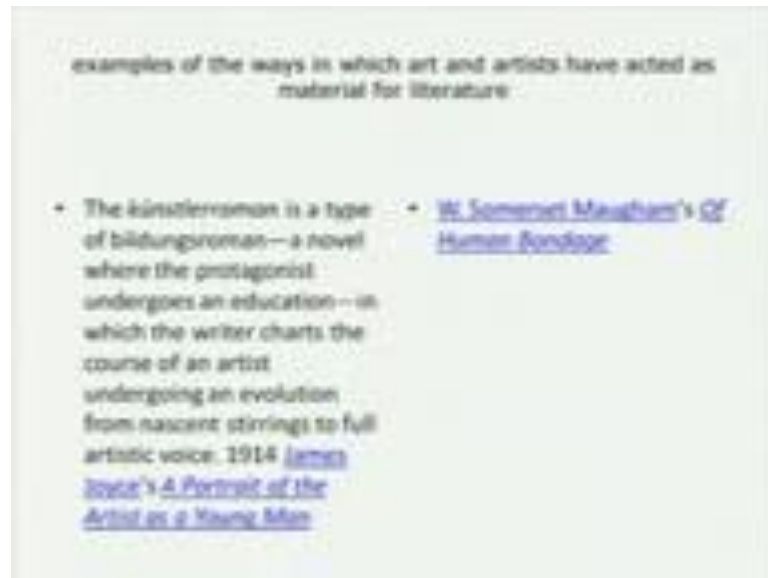 examples of the ways in which art and artists have acted as
material for literature
• The künstlerroman is a type
of bildungsroman—a novel
where the protagonist
undergoes an education—in
which the writer charts the
course of an artist
undergoing an evolution
from nascent stirrings to full
artistic voice. 1914 James
Joyce's A Portrait of the
Artist as a Young Man
• W. Somerset Maugham's Of
Human Bondage